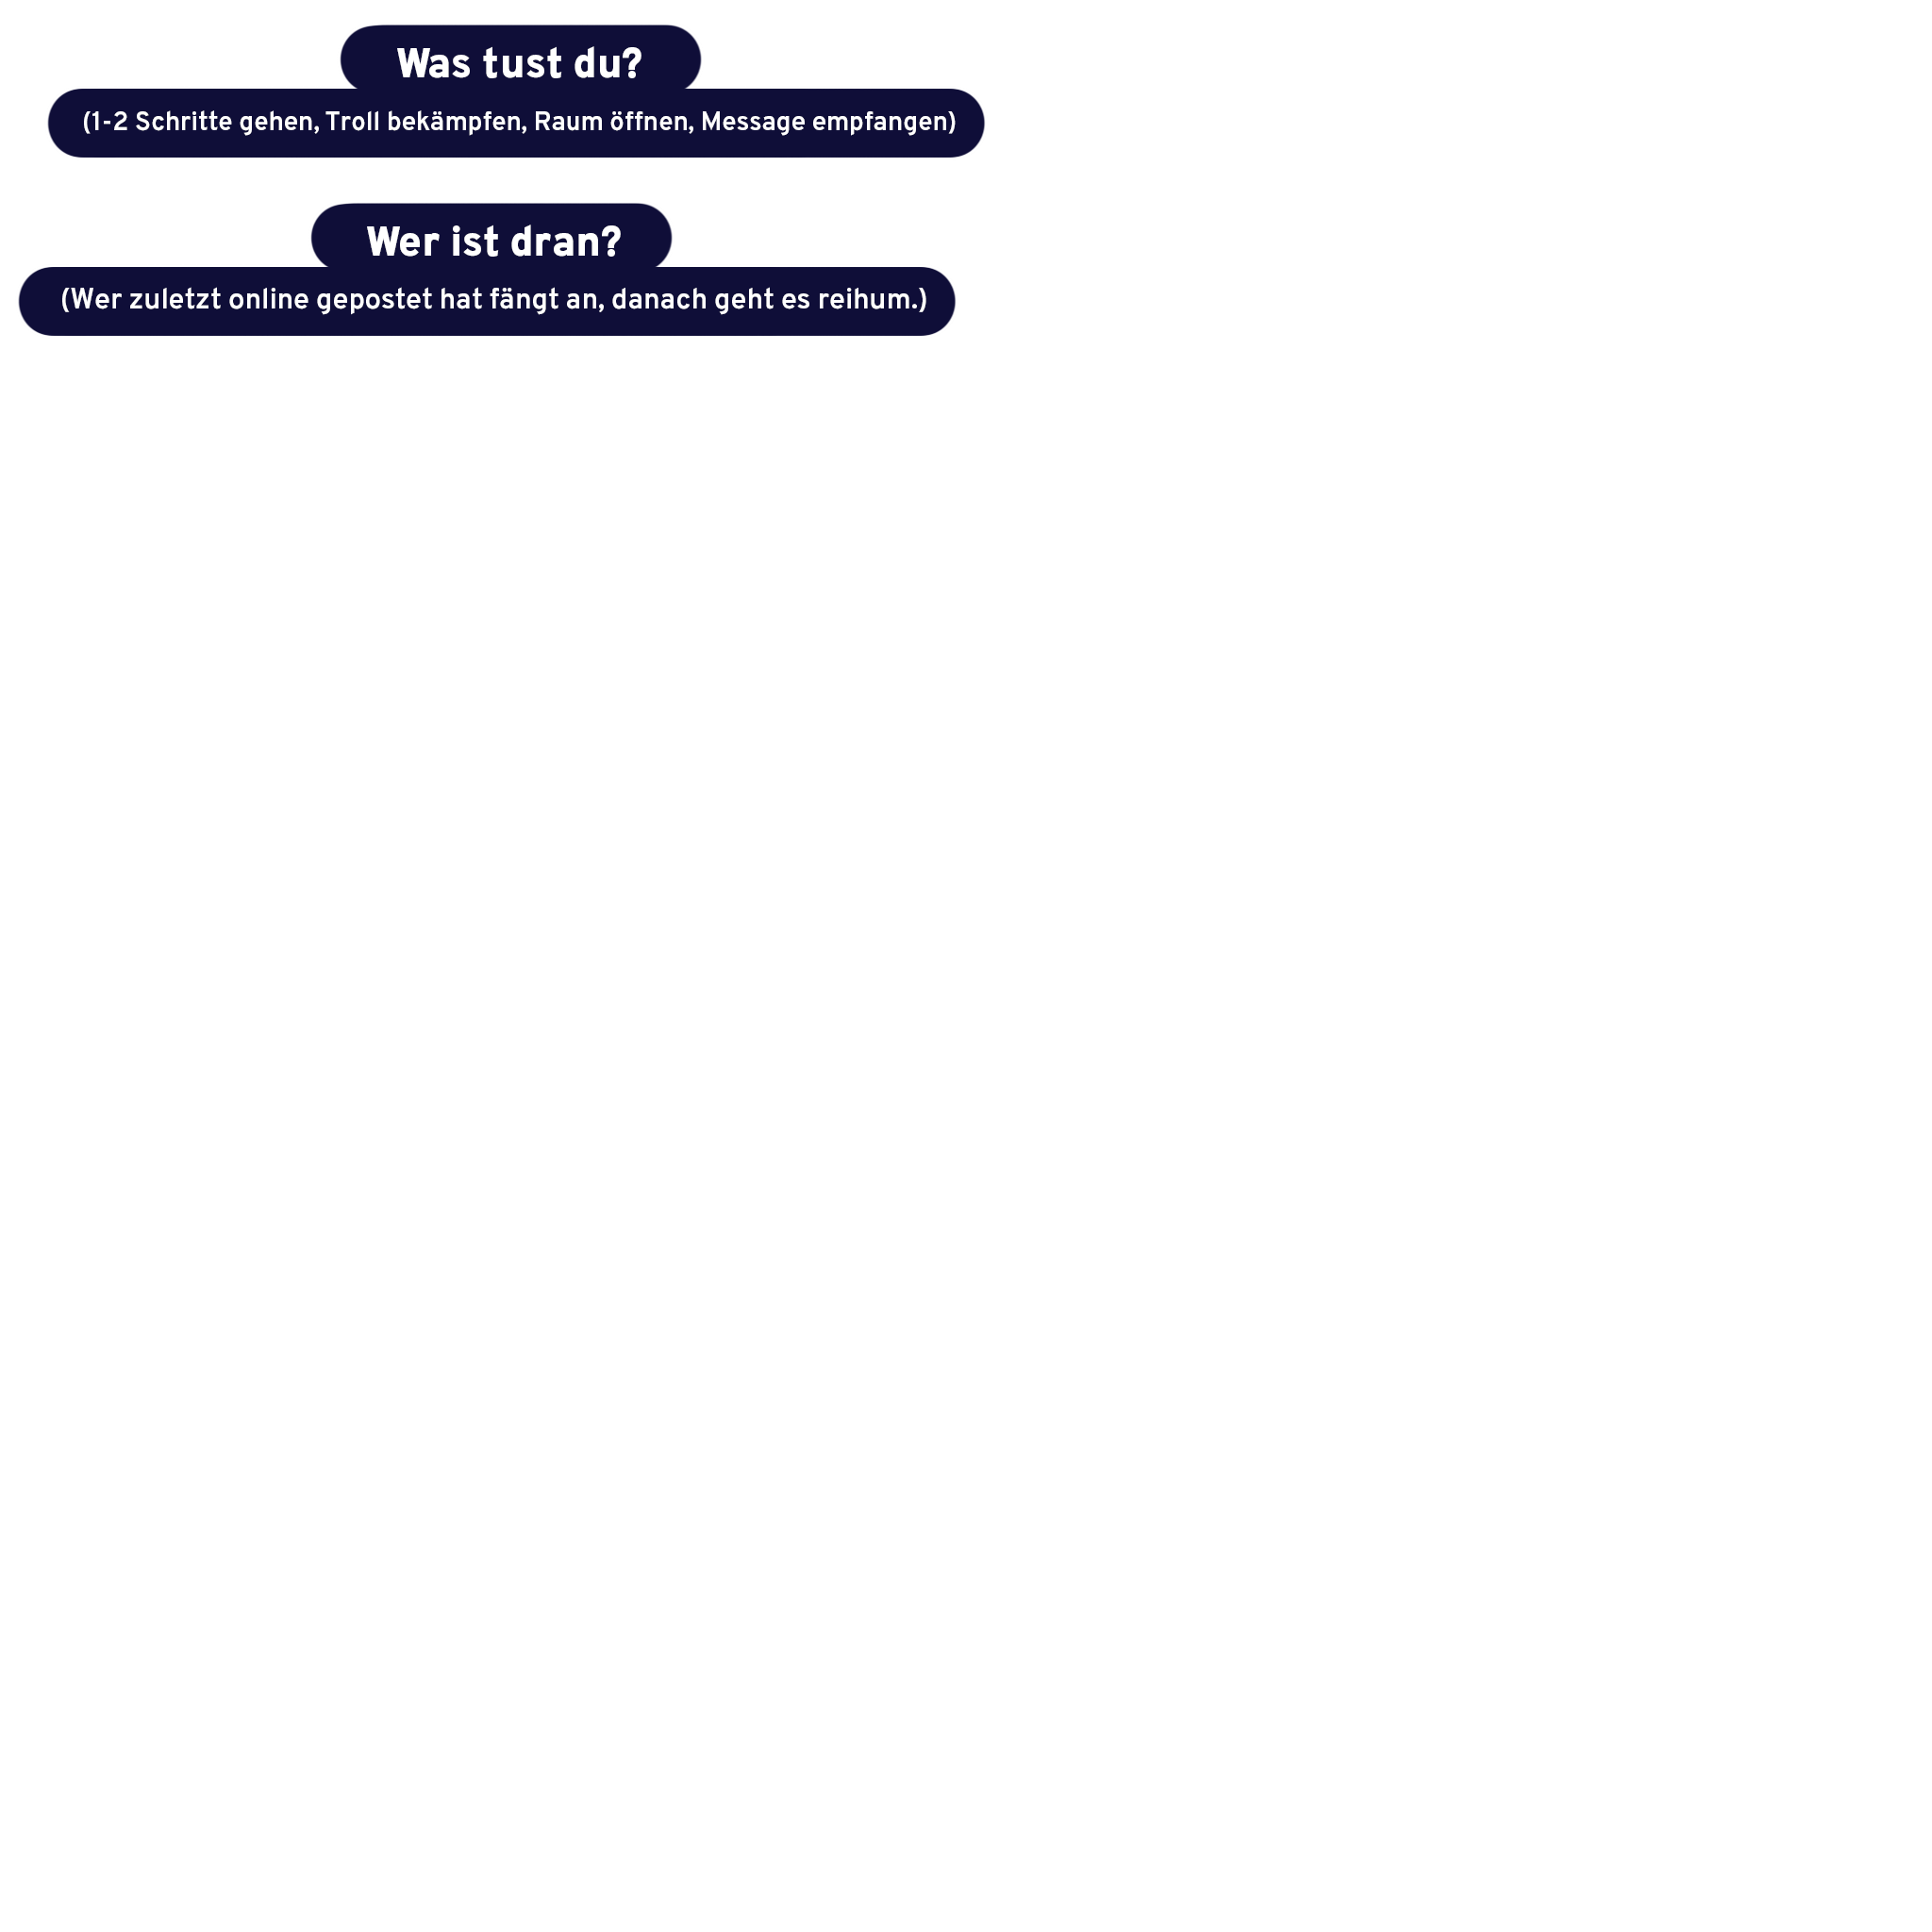 Was tust du?
(1-2 Schritte gehen, Troll bekämpfen, Raum öffnen, Message empfangen)
Wer ist dran?
(Wer zuletzt online gepostet hat fängt an, danach geht es reihum.)